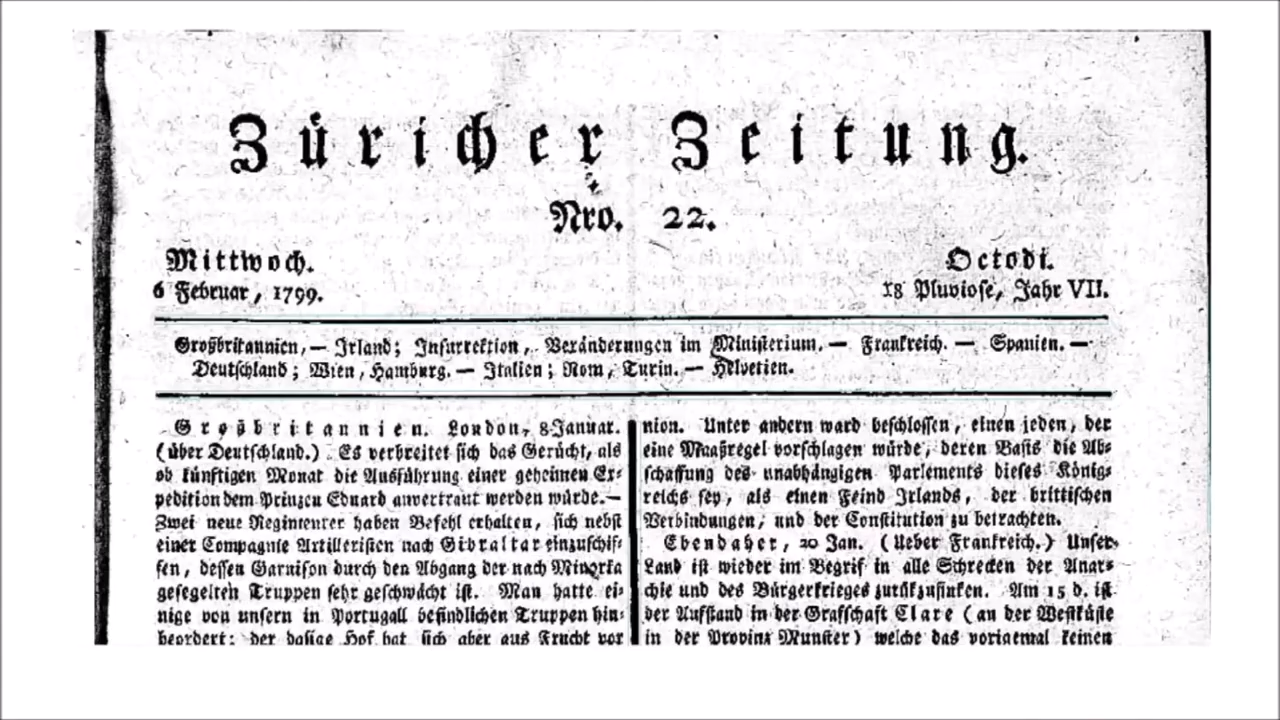 Züricher Zeitung.
Nro. 22.
Mittwoch.
6 Februar, 1799.
Octodi.
18 Pluviose, Jahr VII.
Großbritannien, — Irland; Insurrektion, Veränderungen im Ministerium. — Frankreich. — Spanien. —
Deutschland; Wien, Hamburg. — Italien; Rom, Turin. — Helvetien.
Großbritannien. London, 8 Januar.
(über Deutschland.) Es verbreitet sich das Gerücht, als
ob künftigen Monat die Ausführung einer geheimen Ex-
pedition dem Prinzen Eduard anvertraut werden würde. —
Zwei neue Regimenter haben Befehl erhalten, sich nebst
einer Compagnie Artilleristen nach Gibraltar einzuschif-
fen, dessen Garnison durch den Abgang der nach Minorka
gesegelten Truppen sehr geschwächt ist. Man hatte ei-
nige von unsern in Portugall befindlichen Truppen hin-
beordert; der dasige Hof hat sich aber aus Furcht vor
nion. Unter andern ward beschlossen, einen jeden, der
eine Maaßregel vorschlagen würde, deren Basis die Ab-
schaffung des unabhängigen Parlements dieses König-
reichs sey, als einen Feind Irlands, der brittischen
Verbindungen, und der Constitution zu betrachten.
Ebendaher, 20 Jan. (Ueber Frankreich.) Unser
Land ist wieder im Begrif in alle Schrecken der Anar-
chie und des Bürgerkrieges zurükzusinken. Am 15 d. ist
der Aufstand in der Grafschaft Clare (an der Westküste
in der Provinz Munster) welche das vorigemal keinen